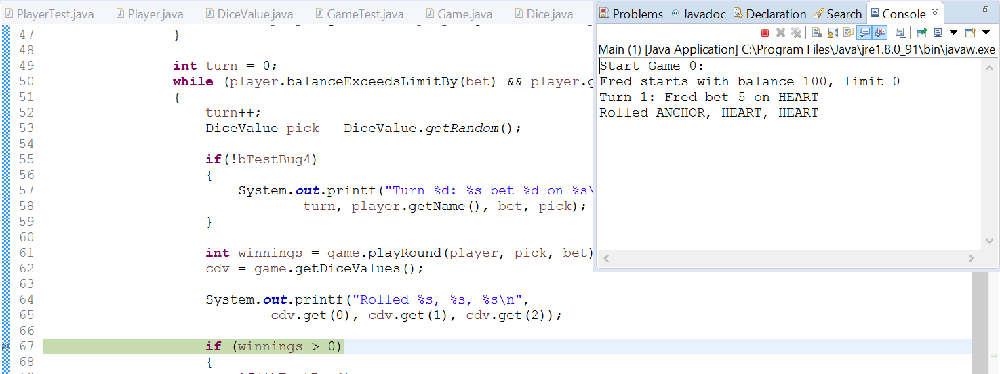 PlayerTest.java Player.java DiceValue.java GameTest.java Game.java Dice.java
47 }
48
49 int turn = 0;
50 while (player.balanceExceedsLimitBy(bet) && player.g
51 {
52 turn++;
53 DiceValue pick = DiceValue.getRandom();
54
55 if(!bTestBug4)
56 {
57 System.out.printf("Turn %d: %s bet %d on %s\
58 turn, player.getName(), bet, pick);
59 }
60
61 int winnings = game.playRound(player, pick, bet)
62 cdv = game.getDiceValues();
63
64 System.out.printf("Rolled %s, %s, %s\n",
65 cdv.get(0), cdv.get(1), cdv.get(2));
66
67 if (winnings > 0)
68 {
Problems @ Javadoc Declaration Search Console
Main (1) [Java Application] C:\Program Files\Java\jre1.8.0_91\bin\javaw.exe
Start Game 0:
Fred starts with balance 100, limit 0
Turn 1: Fred bet 5 on HEART
Rolled ANCHOR, HEART, HEART